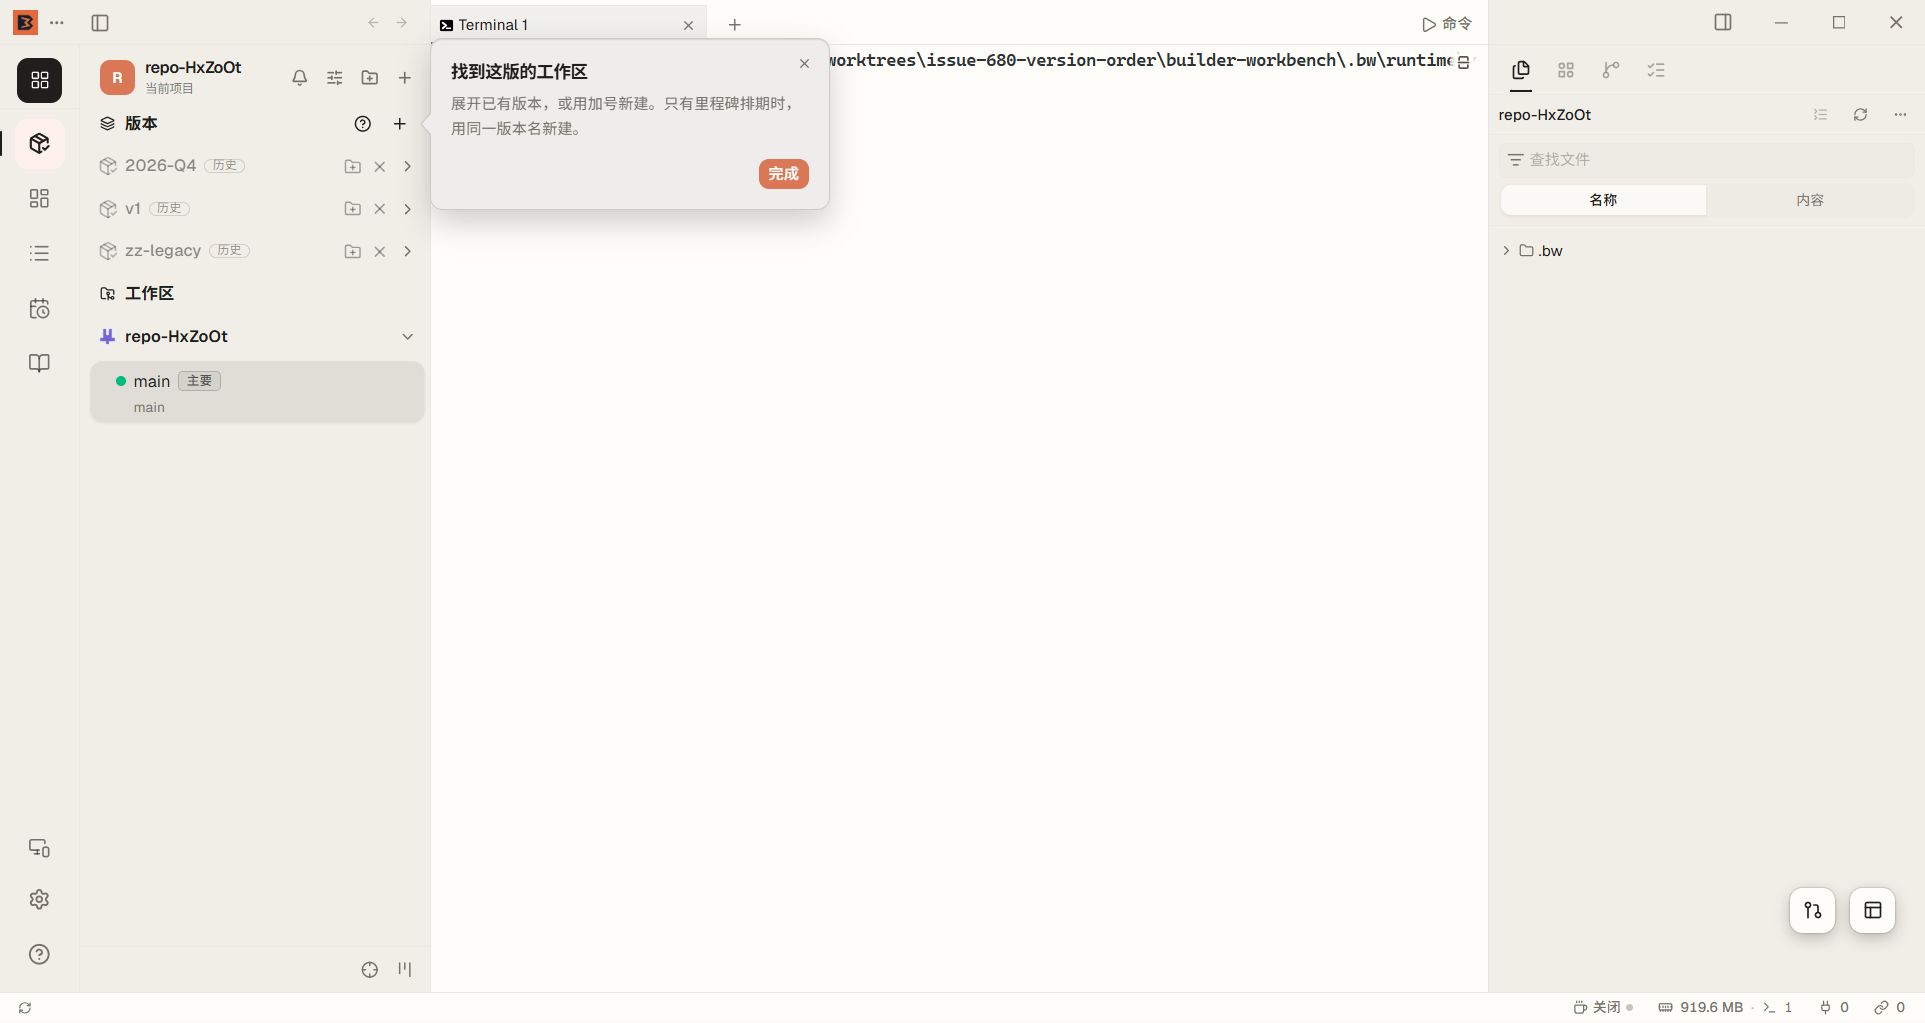 Terminal 1
命令
repo-HxZoOt
当前项目
R
版本
2026-Q4 历史
v1 历史
zz-legacy 历史
工作区
repo-HxZoOt
main 主要
main
找到这版的工作区
展开已有版本，或用加号新建。只有里程碑排期时，
用同一版本名新建。
完成
worktrees\issue-680-version-order\builder-workbench\.bw\runtime
repo-HxZoOt
查找文件
名称
内容
.bw
关闭
919.6 MB · 1
0
0